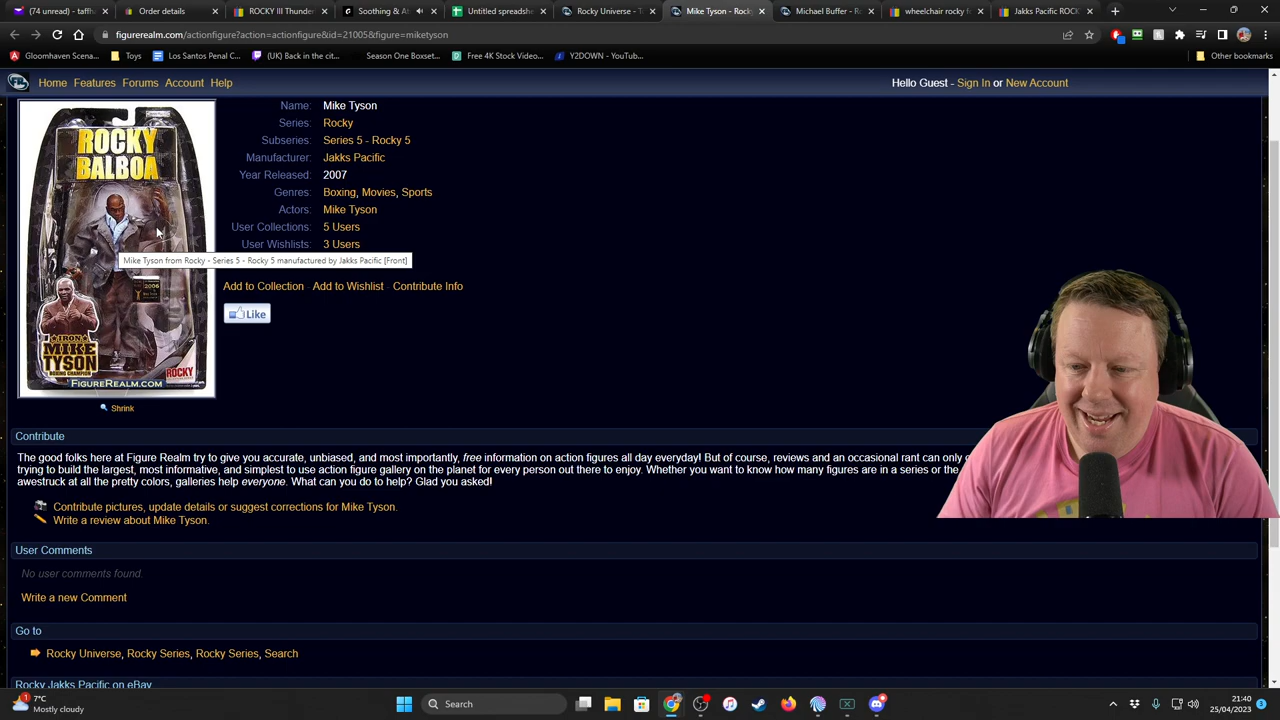 (74 unread) - taffhu
Order details
ROCKY III Thunder
Soothing & A
Untitled spreadshe
Rocky Universe - T
Mike Tyson - Rocky
Michael Buffer - Ro
wheelchair rocky f
Jakks Pacific ROCK
figurerealm.com/actionfigure?action=actionfigure&id=21005&figure=miketyson
Gloomhaven Scena...
Toys
Los Santos Penal C...
(UK) Back in the cit...
Season One Boxset...
Free 4K Stock Video...
Y2DOWN - YouTub...
Other bookmarks
Home Features Forums Account Help
Hello Guest - Sign In or New Account
ROCKY
BALBOA
2006
IRON
MIKE
TYSON
BOXING CHAMPION
ROCKY
FIGUREREALM.COM
Shrink
Name: Mike Tyson
Series: Rocky
Subseries: Series 5 - Rocky 5
Manufacturer: Jakks Pacific
Year Released: 2007
Genres: Boxing, Movies, Sports
Actors: Mike Tyson
User Collections: 5 Users
User Wishlists: 3 Users
Mike Tyson from Rocky - Series 5 - Rocky 5 manufactured by Jakks Pacific [Front]
Add to Collection - Add to Wishlist - Contribute Info
Like
Contribute
The good folks here at Figure Realm try to give you accurate, unbiased, and most importantly, free information on action figures all day everyday! But of course, reviews and an occasional rant can only
trying to build the largest, most informative, and simplest to use action figure gallery on the planet for every person out there to enjoy. Whether you want to know how many figures are in a series or the
awestruck at all the pretty colors, galleries help everyone. What can you do to help? Glad you asked!
Contribute pictures, update details or suggest corrections for Mike Tyson.
Write a review about Mike Tyson.
User Comments
No user comments found.
Write a new Comment
Go to
Rocky Universe, Rocky Series, Rocky Series, Search
Rocky Jakks Pacific on eBay
1
7°C
Mostly cloudy
Search
21:40
25/04/2023
3